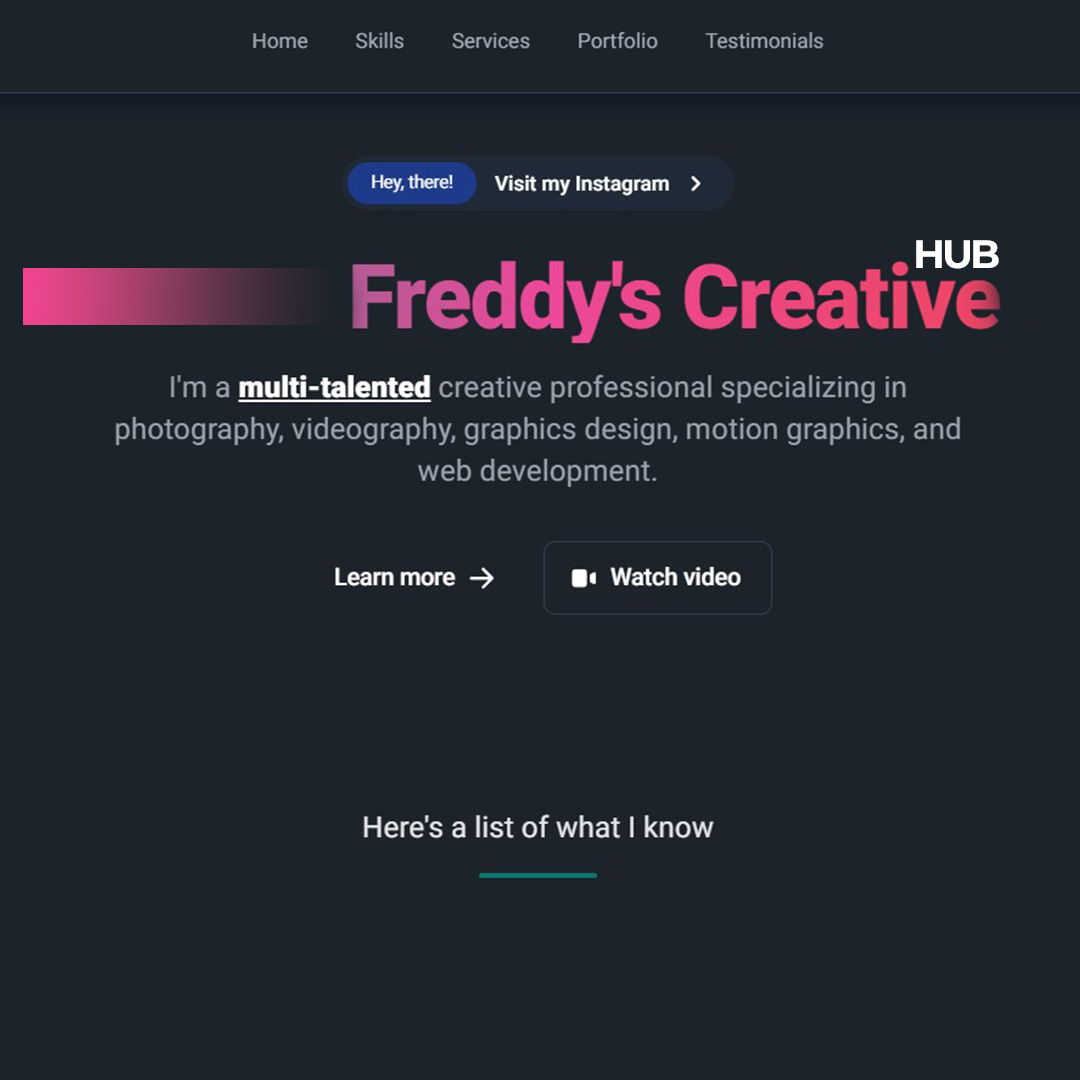 Home Skills Services Portfolio Testimonials
Hey, there! Visit my Instagram
HUB
Freddy's Creative
I'm a multi-talented creative professional specializing in
photography, videography, graphics design, motion graphics, and
web development.
Learn more Watch video
Here's a list of what I know